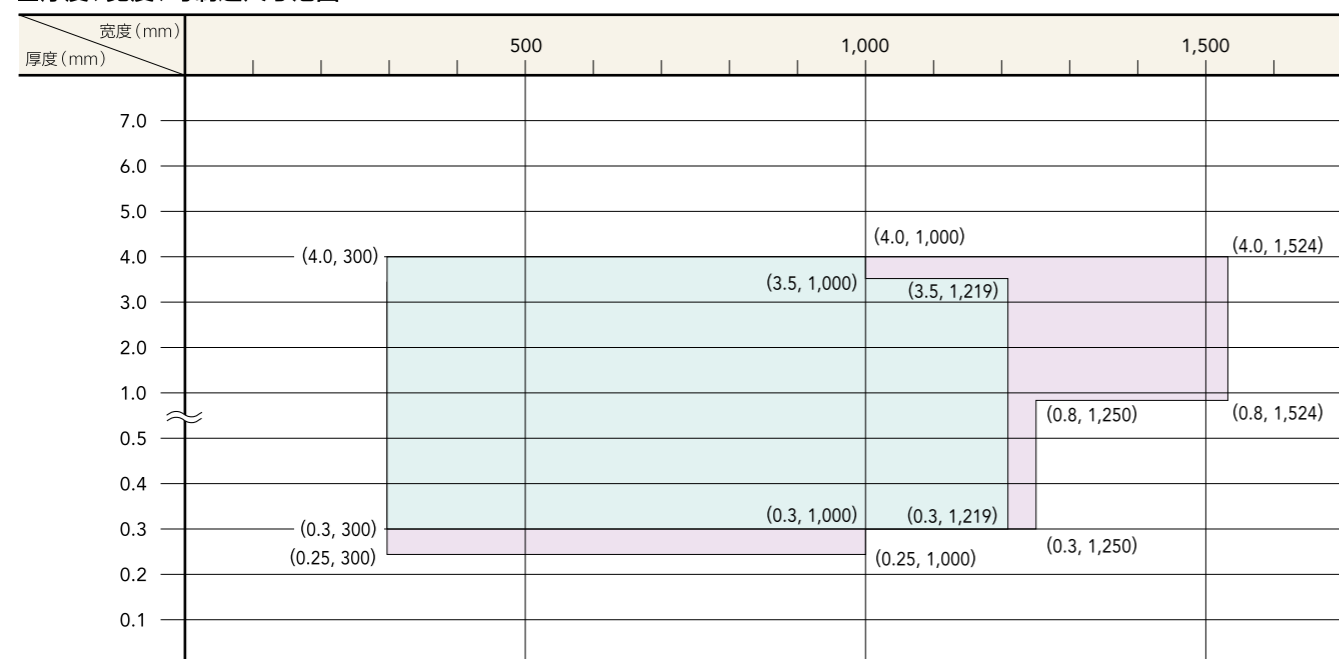 宽度（mm）
厚度（mm）
500 1,000 1,500
7.0
6.0
5.0
(4.0, 1,000)
4.0 (4.0, 300) (4.0, 1,524)
(3.5, 1,000) (3.5, 1,219)
3.0
2.0
1.0
(0.8, 1,250) (0.8, 1,524)
0.5
0.4
(0.3, 1,000) (0.3, 1,219)
0.3 (0.3, 300)
(0.3, 1,250)
(0.25, 300) (0.25, 1,000)
0.2
0.1